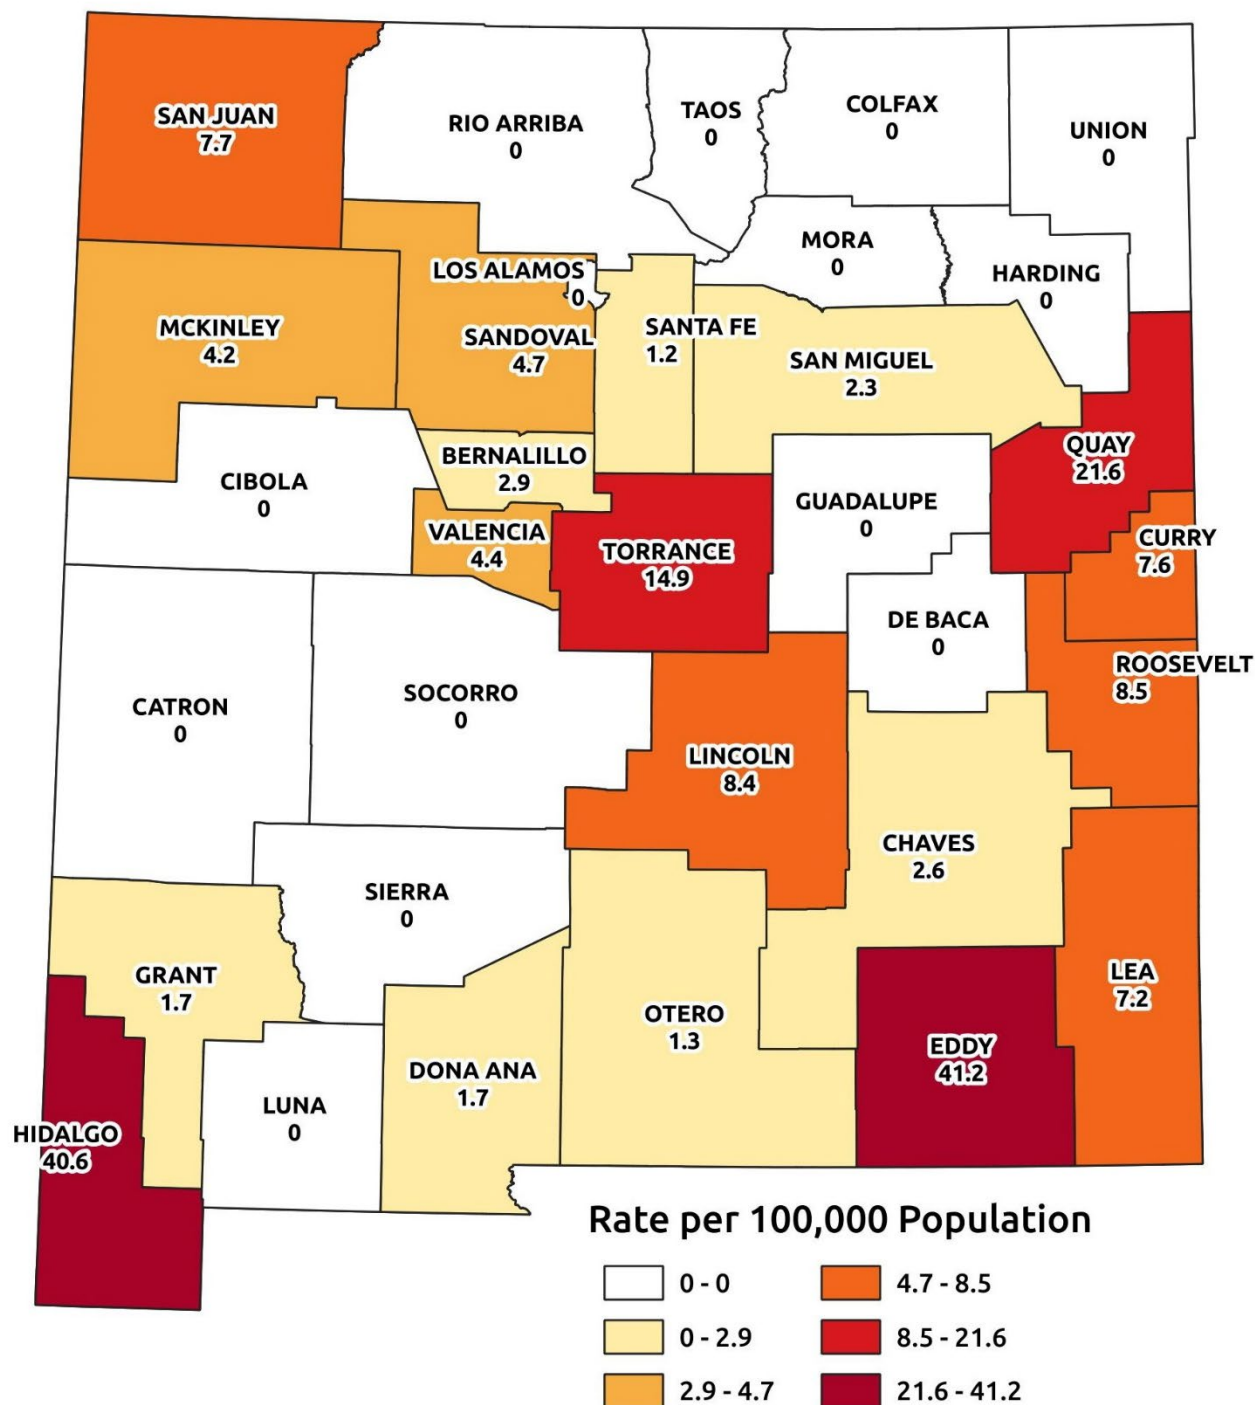 SAN JUAN
7.7
RIO ARRIBA
0
TAOS
0
COLFAX
0
UNION
0
MORA
0
HARDING
0
LOS ALAMOS
0
MCKINLEY
4.2
SANDOVAL
4.7
SANTA FE
1.2
SAN MIGUEL
2.3
QUAY
21.6
BERNALILLO
2.9
CIBOLA
0
GUADALUPE
0
VALENCIA
4.4
TORRANCE
14.9
CURRY
7.6
DE BACA
0
ROOSEVELT
8.5
CATRON
0
SOCORRO
0
LINCOLN
8.4
CHAVES
2.6
SIERRA
0
GRANT
1.7
LEA
7.2
OTERO
1.3
EDDY
41.2
DONA ANA
1.7
LUNA
0
HIDALGO
40.6
Rate per 100,000 Population
0 - 0
0 - 2.9
2.9 - 4.7
4.7 - 8.5
8.5 - 21.6
21.6 - 41.2